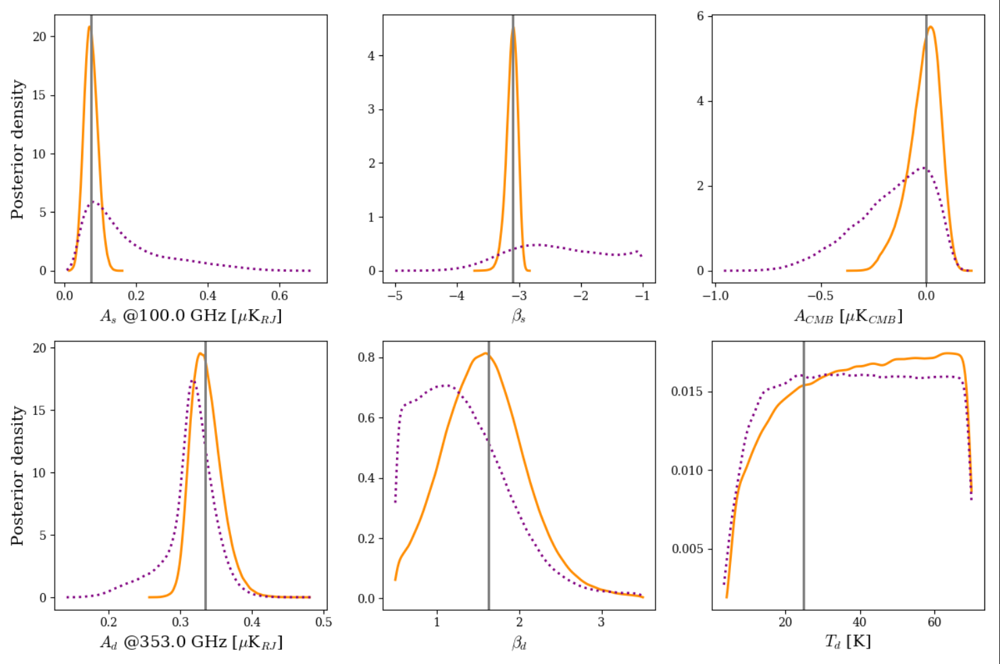 Posterior density
20
15
10
5
0
0.0 0.2 0.4 0.6
A_s @100.0 GHz [μK_RJ]
4
3
2
1
0
−5 −4 −3 −2 −1
β_s
6
4
2
0
−1.0 −0.5 0.0
A_CMB [μK_CMB]
Posterior density
20
15
10
5
0
0.2 0.3 0.4 0.5
A_d @353.0 GHz [μK_RJ]
0.8
0.6
0.4
0.2
0.0
1 2 3
β_d
0.015
0.010
0.005
20 40 60
T_d [K]